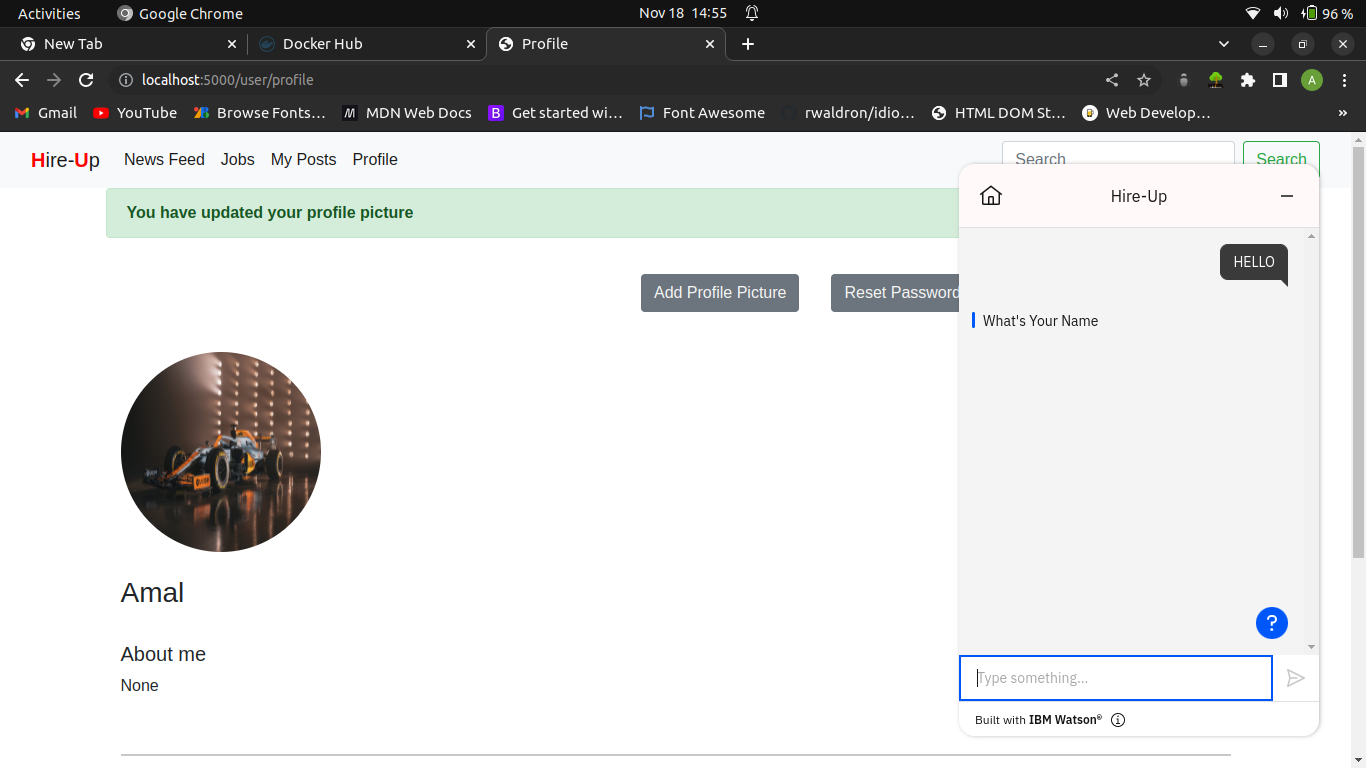 Activities Google Chrome Nov 18 14:55 96 %
New Tab Docker Hub Profile
localhost:5000/user/profile A
Gmail YouTube Browse Fonts... MDN Web Docs Get started wi... Font Awesome rwaldron/idio... HTML DOM St... Web Develop... »
Hire-Up News Feed Jobs My Posts Profile Search Search
You have updated your profile picture
Add Profile Picture Reset Password
Amal
About me
None
Hire-Up
HELLO
What's Your Name
?
Type something...
Built with IBM Watson®